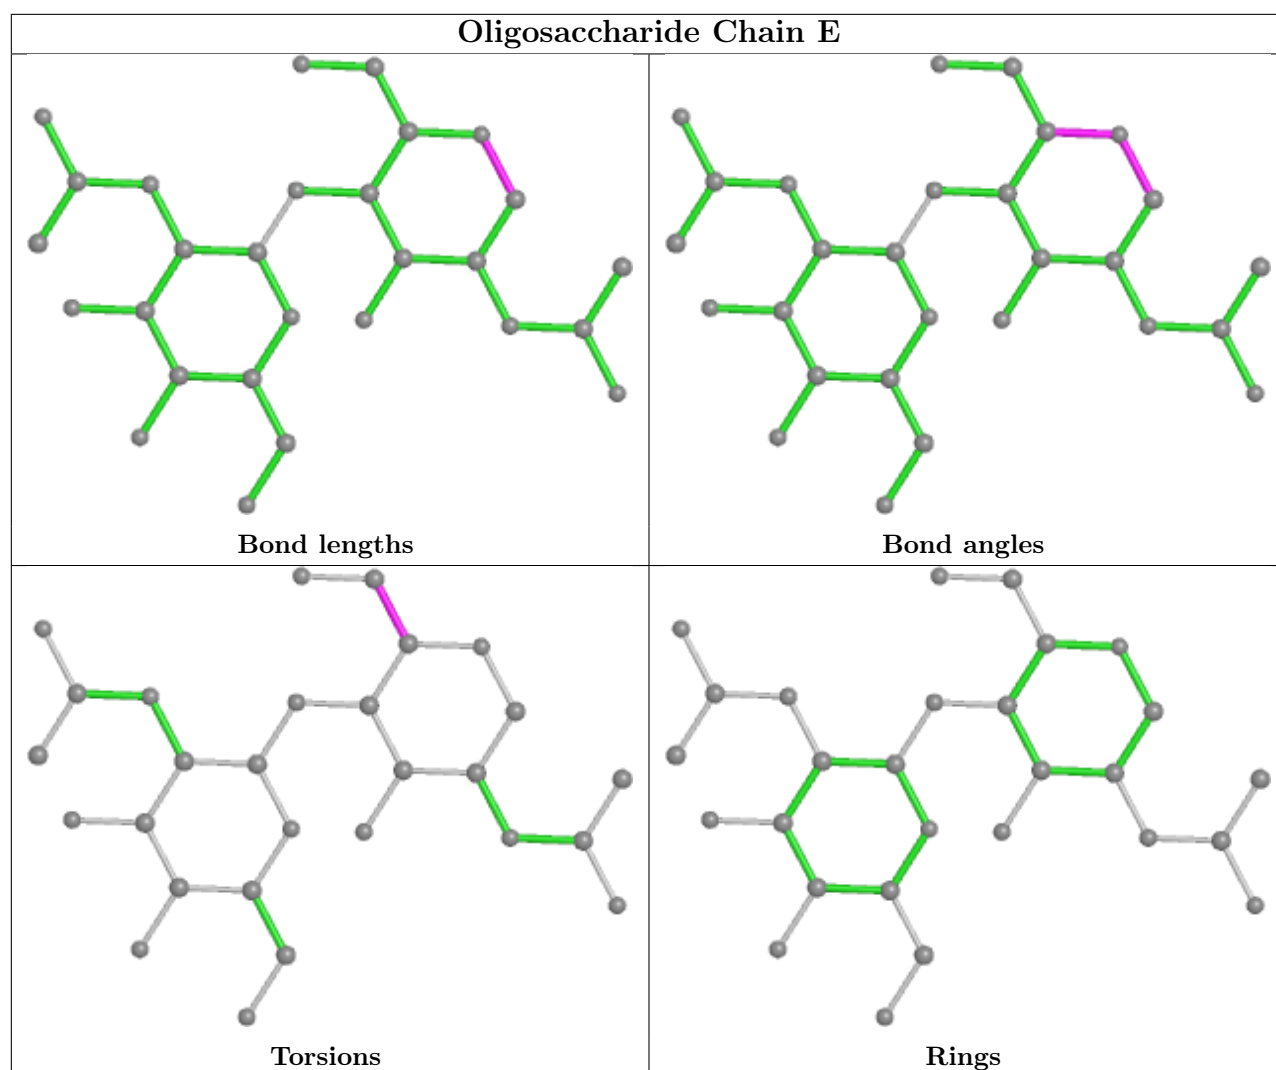 Oligosaccharide Chain E
Bond lengths
Bond angles
Torsions
Rings